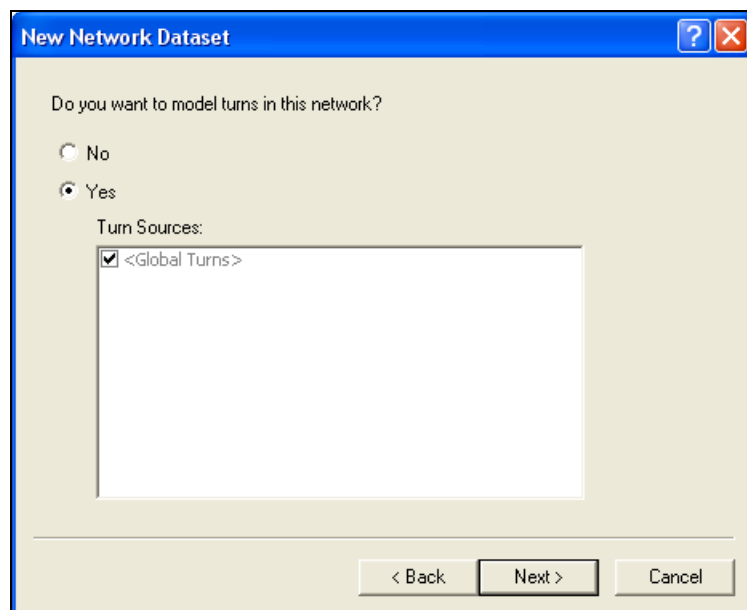 New Network Dataset
Do you want to model turns in this network?
No
Yes
Turn Sources:
<Global Turns>
< Back
Next >
Cancel